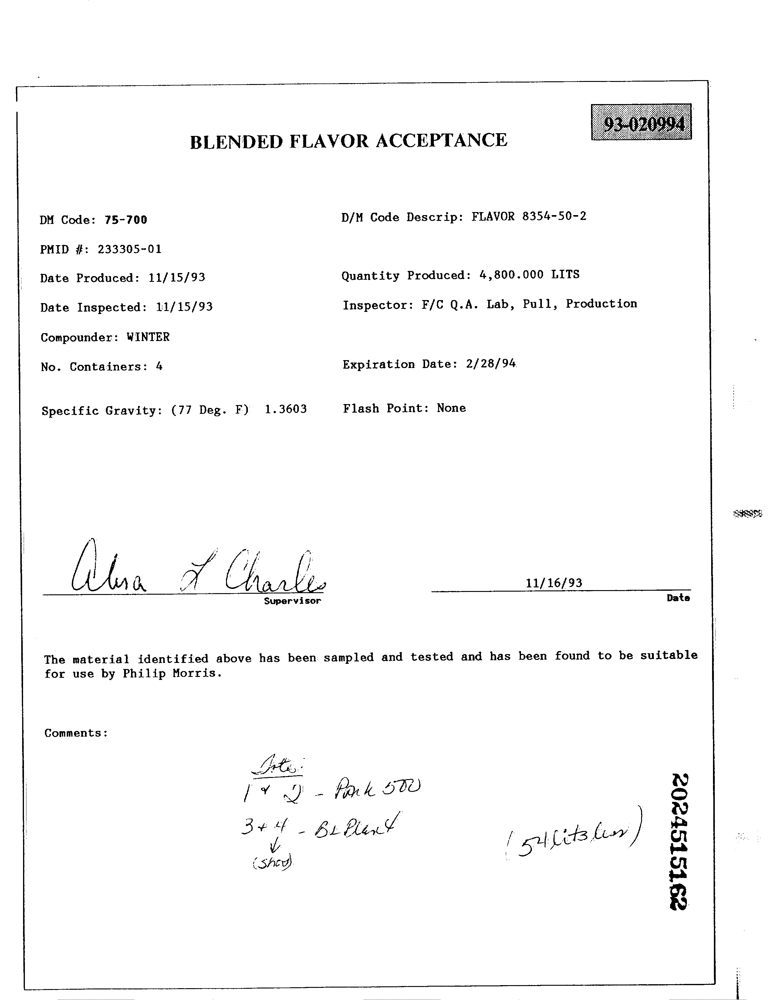 93-020994
BLENDED FLAVOR ACCEPTANCE
DM Code: 75-700
D/M Code Descrip: FLAVOR 8354-50-2
PMID #: 233305-01
Date Produced: 11/15/93
Quantity Produced: 4,800.000 LITS
Date Inspected: 11/15/93
Inspector: F/C Q.A. Lab, Pull, Production
Compounder: WINTER
No. Containers: 4
Expiration Date: 2/28/94
Specific Gravity: (77 Deg. F) 1.3603
Flash Point: None
L Charles
11/16/93
Supervisor
Date
The material identified above has been sampled and tested and has been found to be suitable
for use by Philip Morris.
Comments:
1 + 2 - Park 500
3 + 4 - BL Plant
(short)
(54 lits less)
2024515162